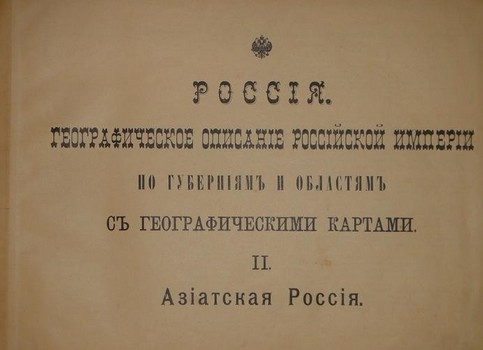 РОССІЯ.
ГЕОГРАФИЧЕСКОЕ ОПИСАНІЕ РОССІЙСКОЙ ИМПЕРІИ
ПО ГУБЕРНІЯМЪ И ОБЛАСТЯМЪ
СЪ ГЕОГРАФИЧЕСКИМИ КАРТАМИ.
II.
Азіатская Россія.